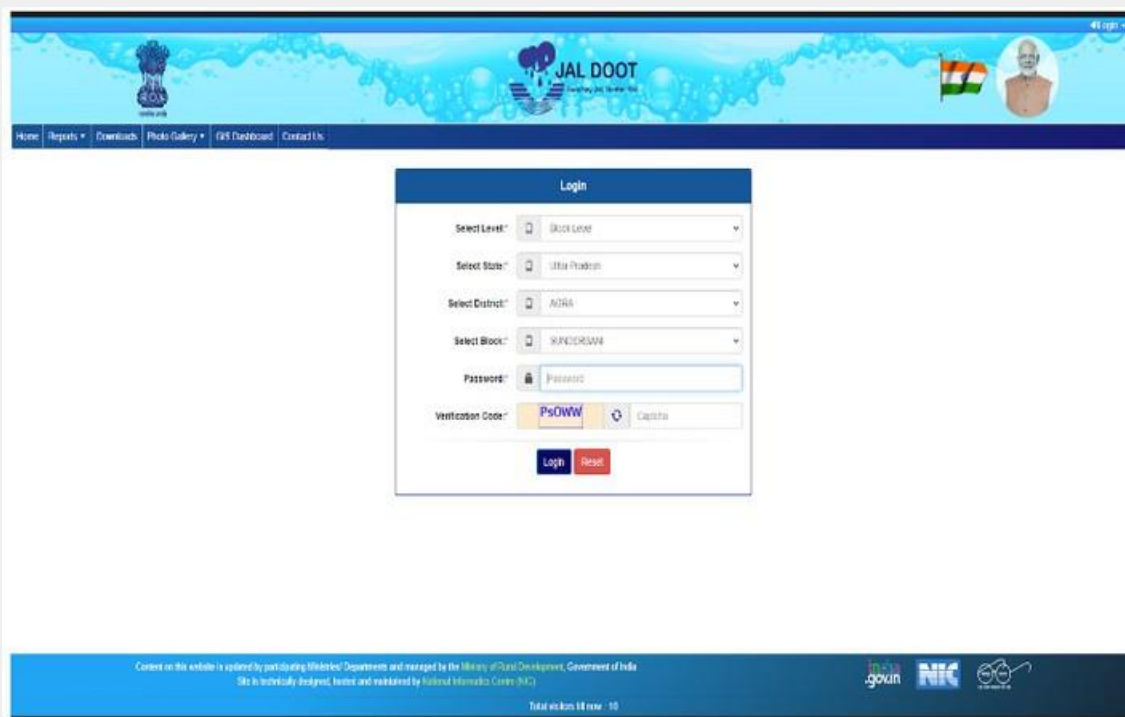 Login
JAL DOOT
Home Reports Downloads Photo Gallery GIS Dashboard Contact Us
Login
Select Level:* Block Level
Select State:* Uttar Pradesh
Select District:* AGRA
Select Block:*
Password:* Password
Verification Code:* PsOWW Captcha
Login Reset
Content on this website is updated by participating Ministries/ Departments and managed by the Ministry of Rural Development, Government of India
Site is technically designed, hosted and maintained by National Informatics Centre (NIC)
india.gov.in NIC
Total visitors till now : 10